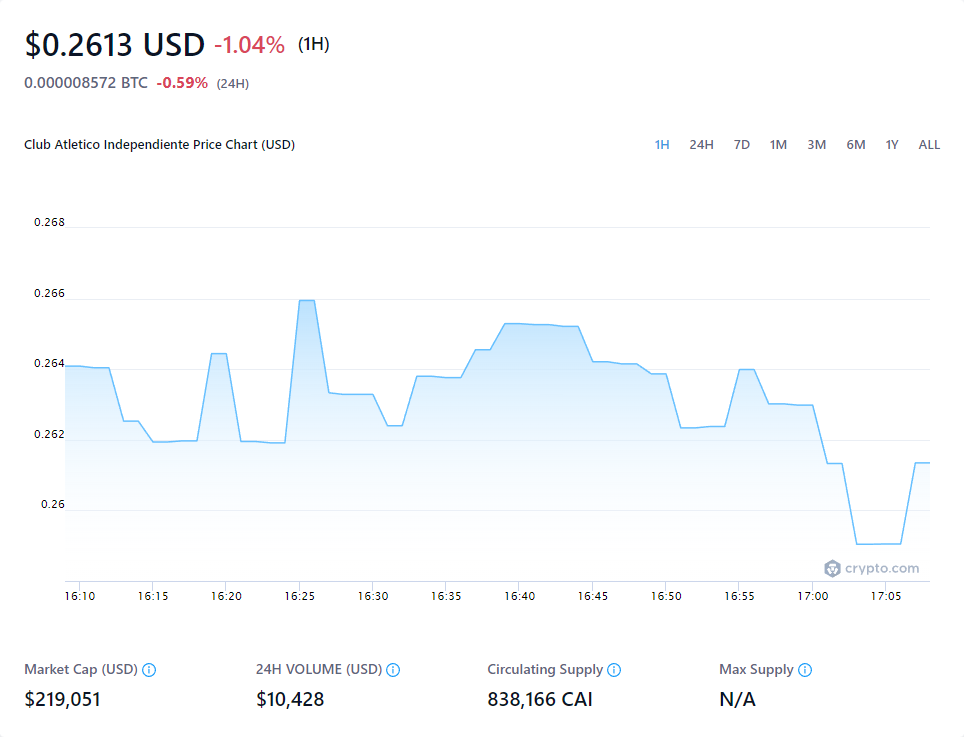 $0.2613 USD -1.04% (1H)
0.000008572 BTC -0.59% (24H)
Club Atletico Independiente Price Chart (USD) 1H 24H 7D 1M 3M 6M 1Y ALL
0.268
0.266
0.264
0.262
0.26
crypto.com
16:10 16:15 16:20 16:25 16:30 16:35 16:40 16:45 16:50 16:55 17:00 17:05
Market Cap (USD) 24H VOLUME (USD) Circulating Supply Max Supply
$219,051 $10,428 838,166 CAI N/A